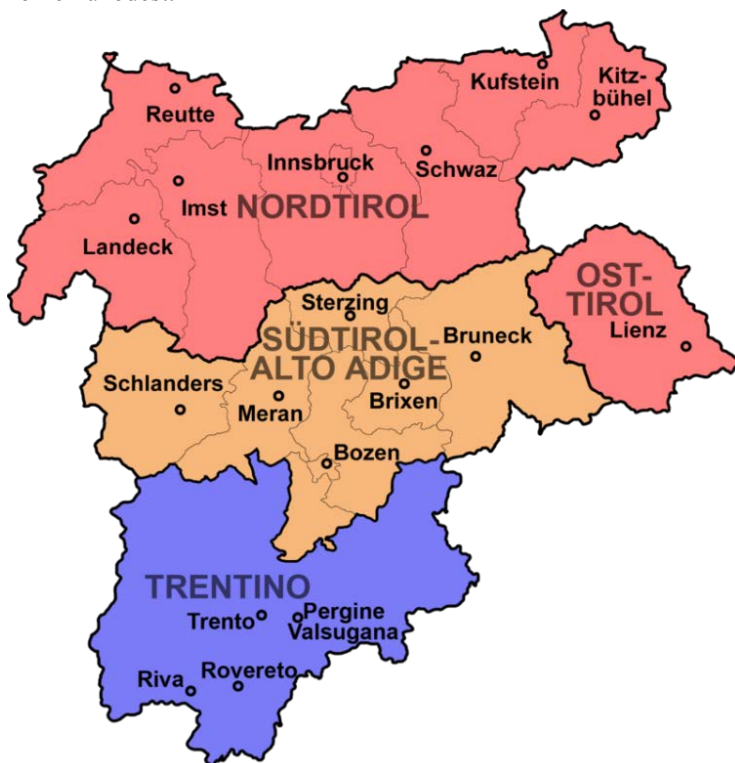 Kufstein
Kitz-
bühel
Reutte
Innsbruck
Schwaz
Imst
NORDTIROL
Landeck
OST-
TIROL
Sterzing
Lienz
SÜDTIROL-
ALTO ADIGE
Bruneck
Schlanders
Meran
Brixen
Bozen
TRENTINO
Trento
Pergine
Valsugana
Riva
Rovereto